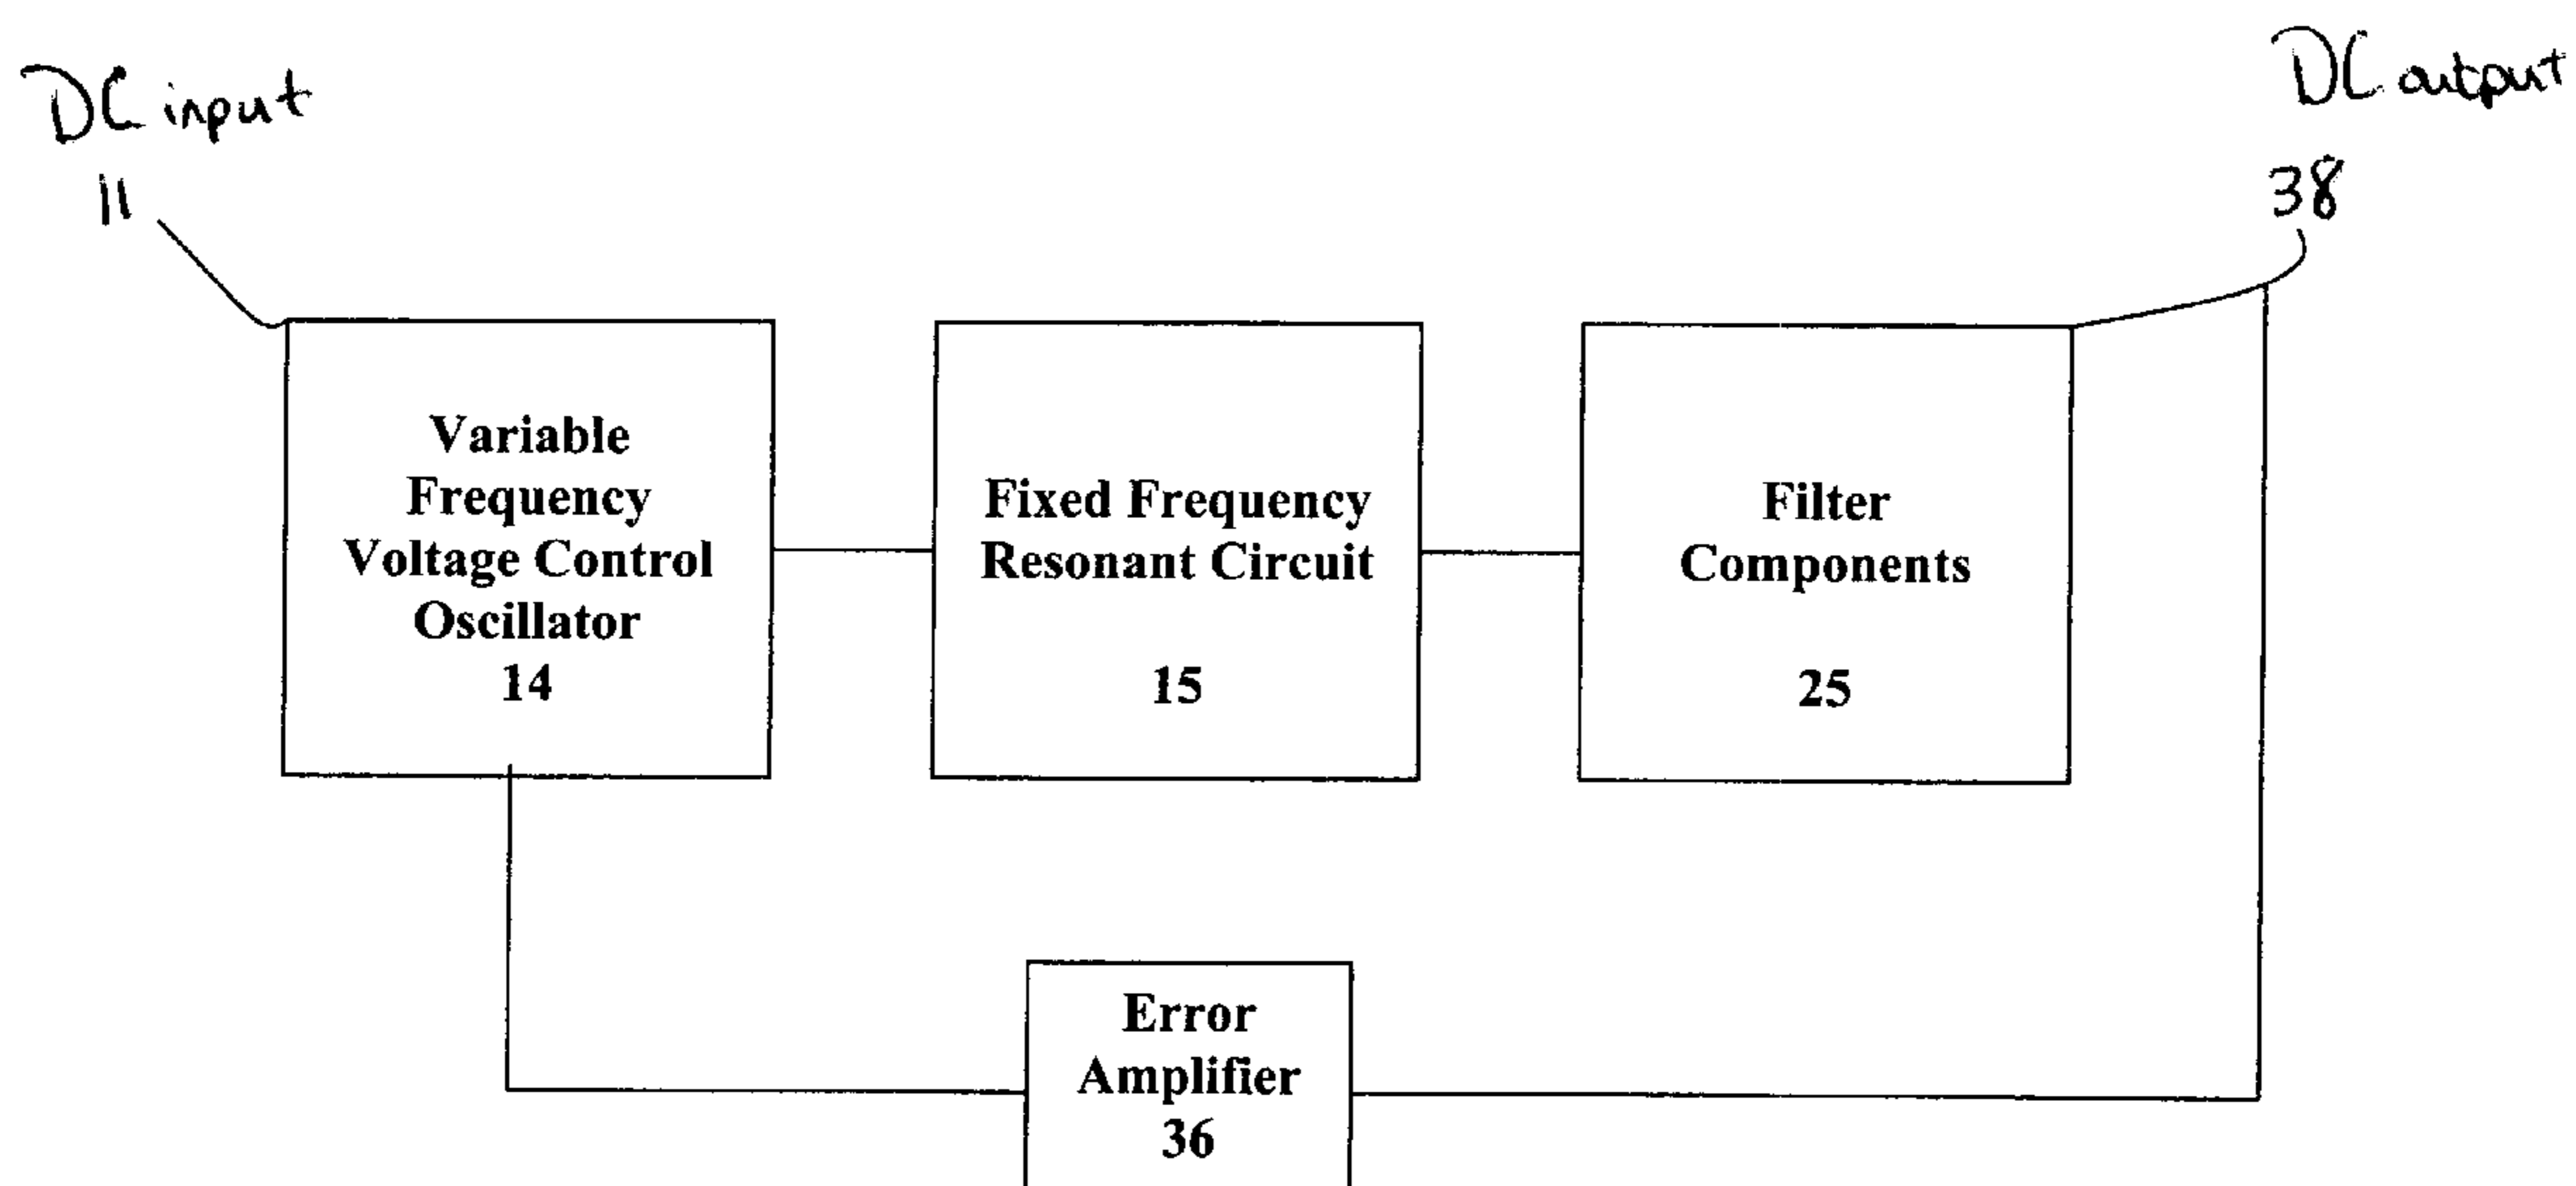 DC input
11
DC output
38
Variable
Frequency
Voltage Control
Oscillator
14
Fixed Frequency
Resonant Circuit
15
Filter
Components
25
Error
Amplifier
36